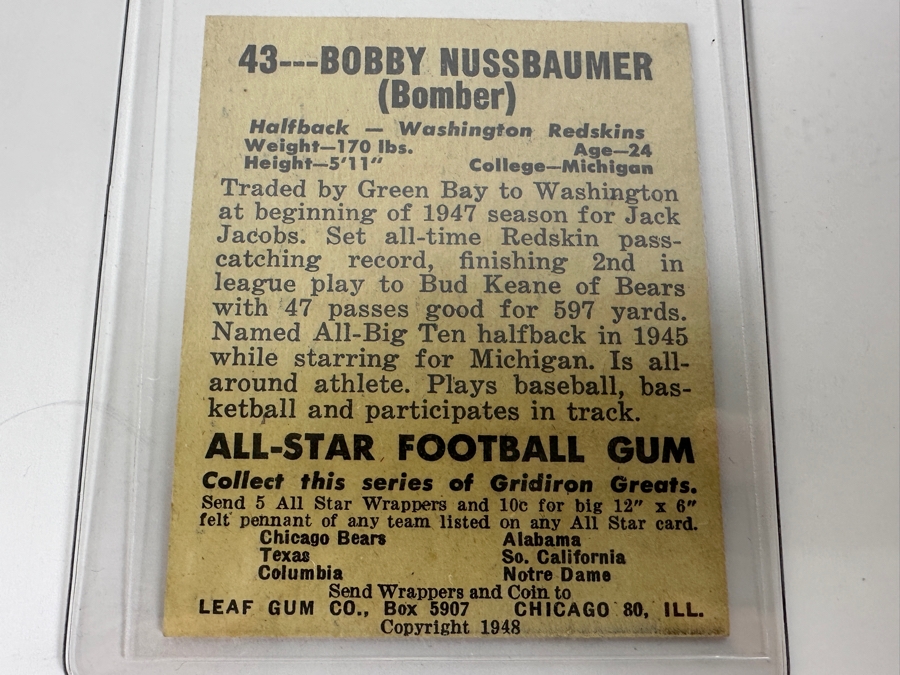 43---BOBBY NUSSBAUMER
(Bomber)
Halfback — Washington Redskins
Weight—170 lbs. Age—24
Height—5'11" College—Michigan
Traded by Green Bay to Washington
at beginning of 1947 season for Jack
Jacobs. Set all-time Redskin pass-
catching record, finishing 2nd in
league play to Bud Keane of Bears
with 47 passes good for 597 yards.
Named All-Big Ten halfback in 1945
while starring for Michigan. Is all-
around athlete. Plays baseball, bas-
ketball and participates in track.
ALL-STAR FOOTBALL GUM
Collect this series of Gridiron Greats.
Send 5 All Star Wrappers and 10c for big 12" x 6"
felt pennant of any team listed on any All Star card.
Chicago Bears Alabama
Texas So. California
Columbia Notre Dame
Send Wrappers and Coin to
LEAF GUM CO., Box 5907 CHICAGO 80, ILL.
Copyright 1948